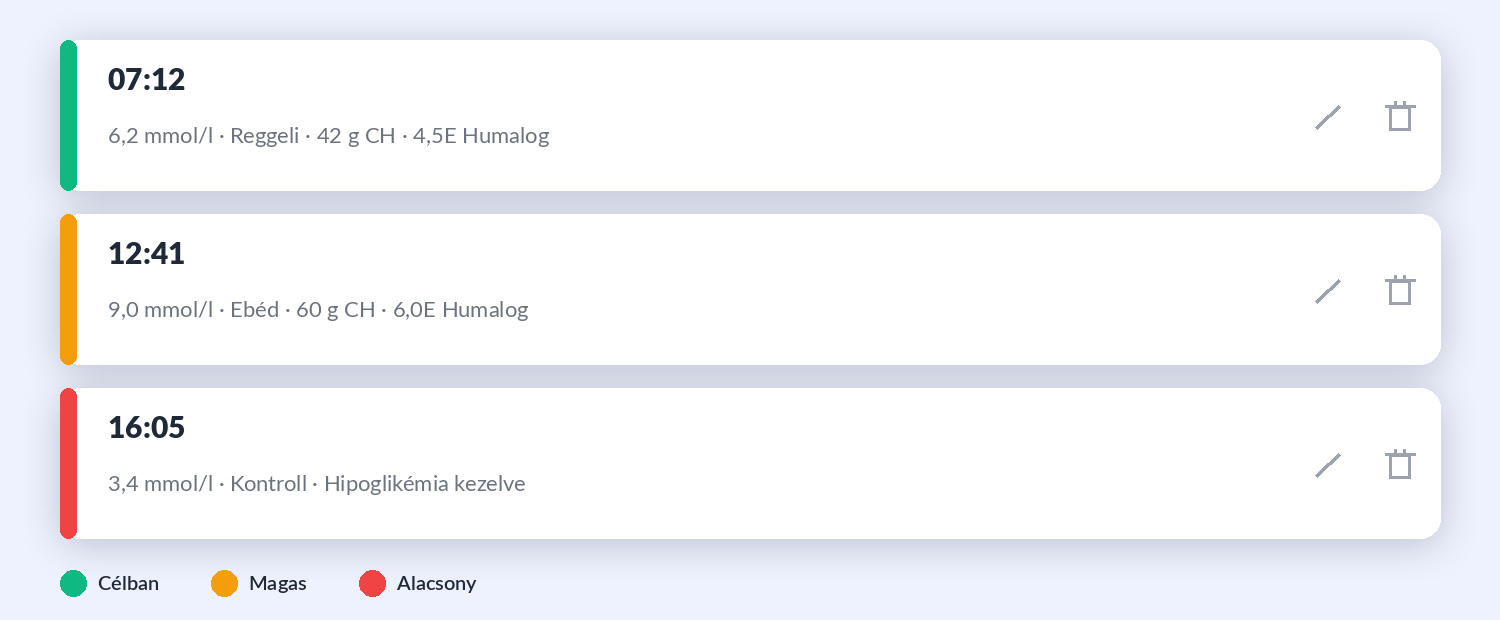 07:12
6,2 mmol/l · Reggeli · 42 g CH · 4,5E Humalog
12:41
9,0 mmol/l · Ebéd · 60 g CH · 6,0E Humalog
16:05
3,4 mmol/l · Kontroll · Hipoglikémia kezelve
Célban Magas Alacsony